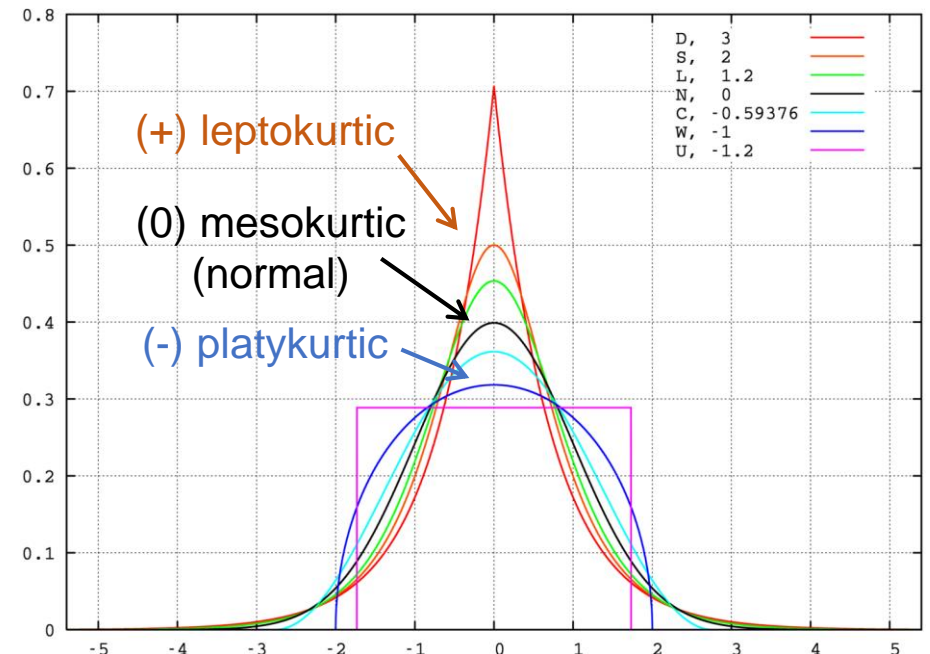 0.8
0.7
0.6
0.5
0.4
0.3
0.2
0.1
0
-5 -4 -3 -2 -1 0 1 2 3 4 5
D, 3
S, 2
L, 1.2
N, 0
C, -0.59376
W, -1
U, -1.2
(+) leptokurtic
(0) mesokurtic
(normal)
(-) platykurtic